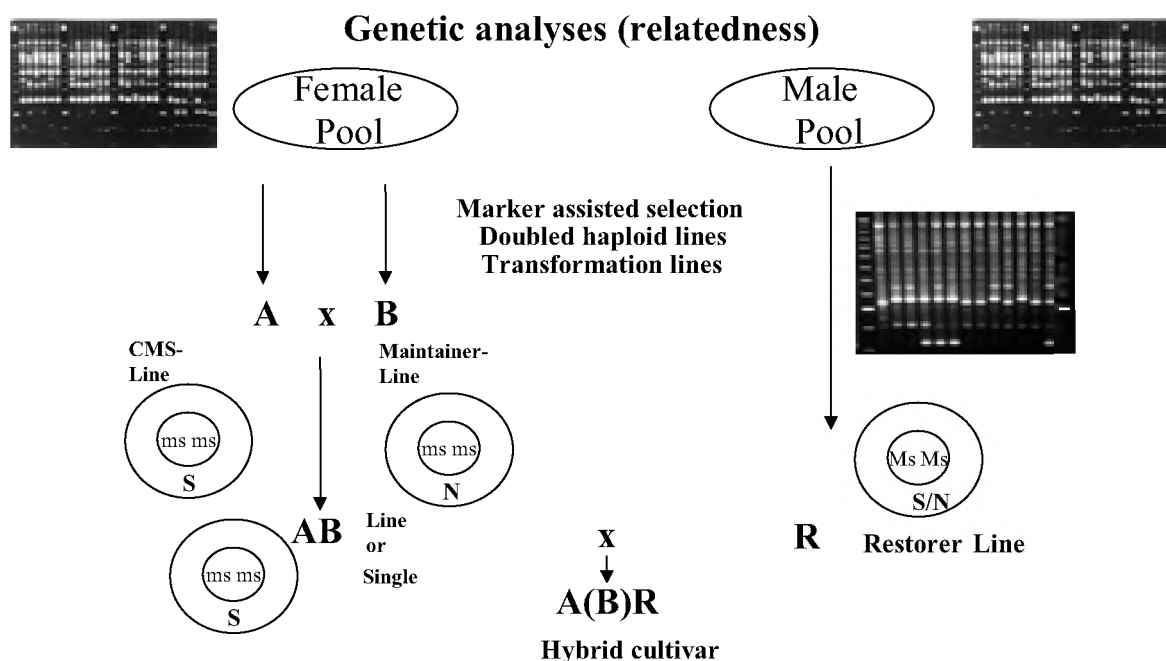 Genetic analyses (relatedness)
Female
Pool
Male
Pool
Marker assisted selection
Doubled haploid lines
Transformation lines
A x B
CMS-
Line
Maintainer-
Line
ms ms
S
ms ms
N
Ms Ms
S/N
AB
Line
or
Single
ms ms
S
x
R
Restorer Line
A(B)R
Hybrid cultivar